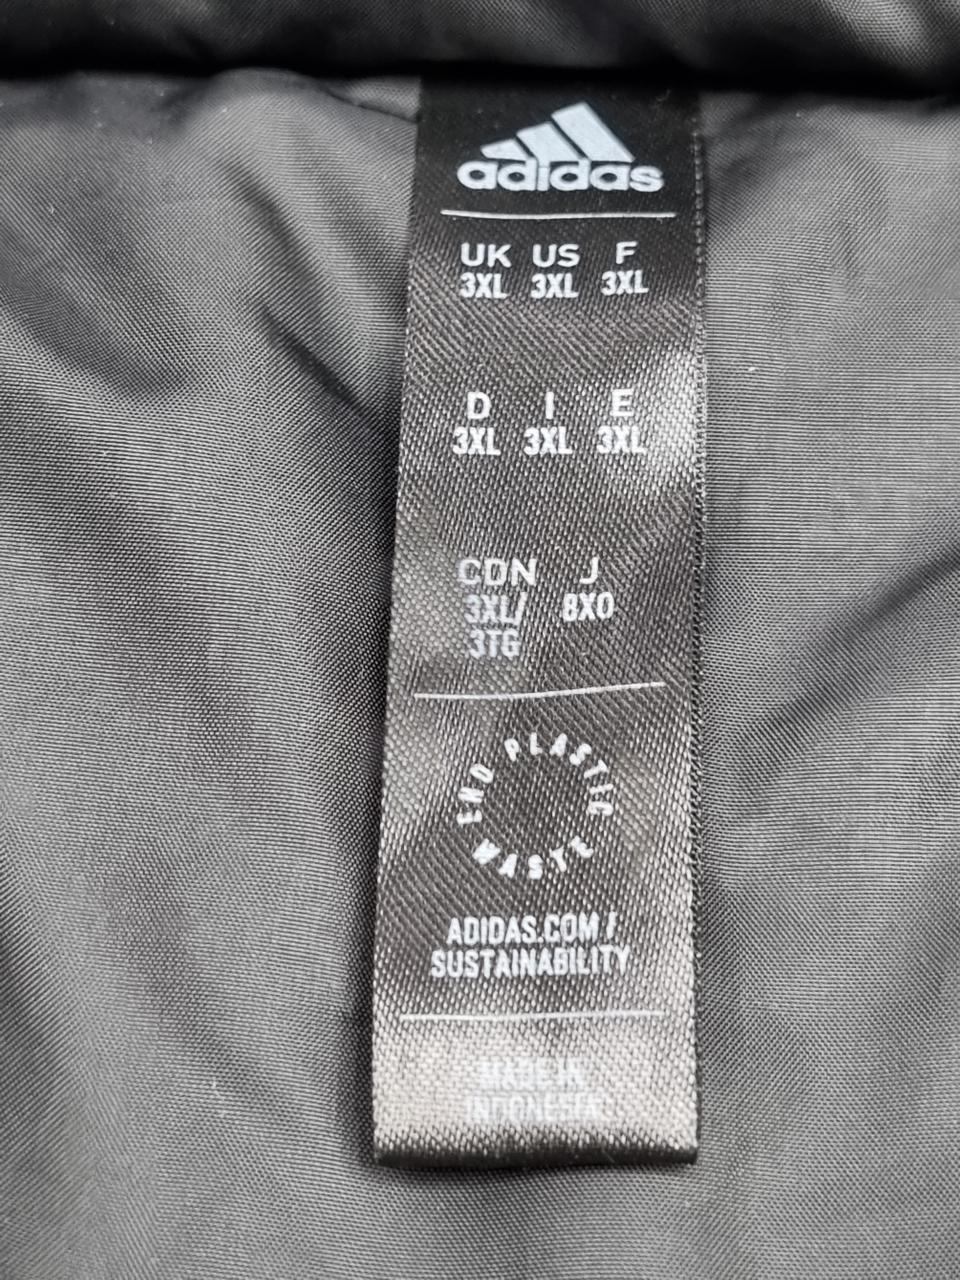 adidas
UK US F
3XL 3XL 3XL
D I E
3XL 3XL 3XL
CDN J
3XL/ 8XO
3TG
END PLASTIC WASTE
ADIDAS.COM/
SUSTAINABILITY
MADE IN
INDONESIA